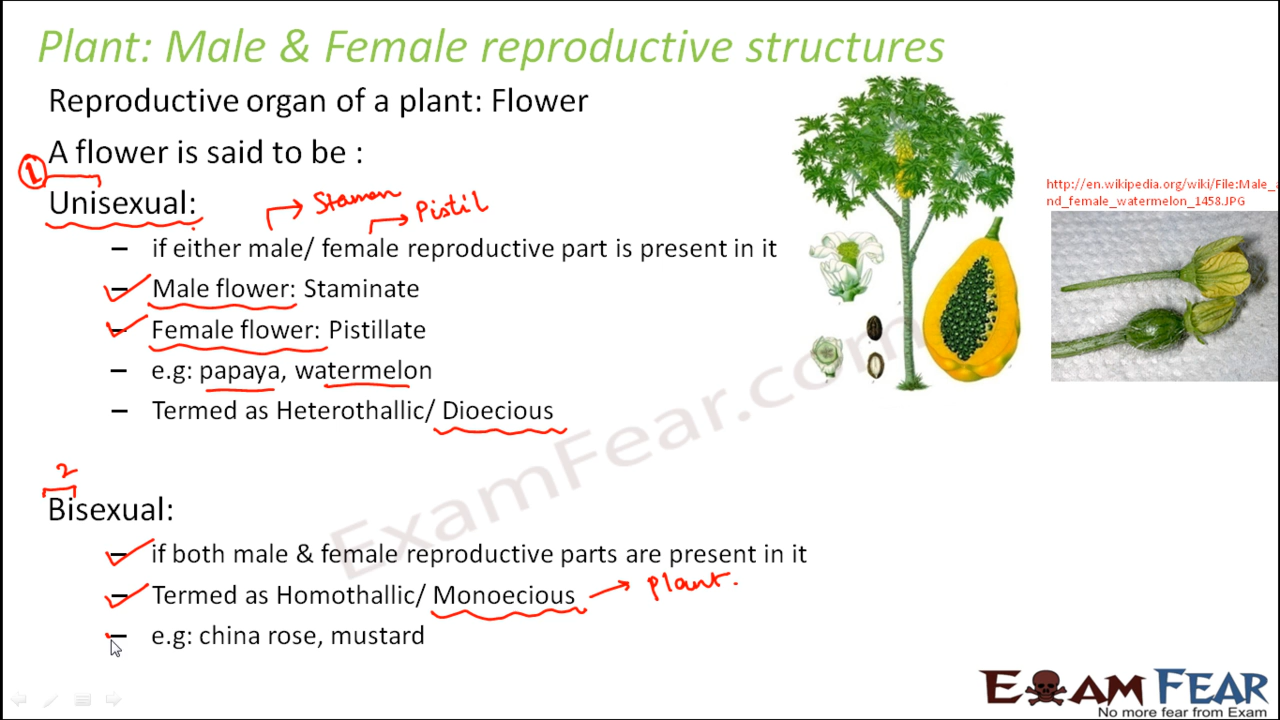 Plant: Male & Female reproductive structures
Reproductive organ of a plant: Flower
A flower is said to be :
1
Unisexual:
Stamen
Pistil
– if either male/ female reproductive part is present in it
– Male flower: Staminate
– Female flower: Pistillate
– e.g: papaya, watermelon
– Termed as Heterothallic/ Dioecious
2
Bisexual:
– if both male & female reproductive parts are present in it
– Termed as Homothallic/ Monoecious
Plant.
– e.g: china rose, mustard
http://en.wikipedia.org/wiki/File:Male_a
nd_female_watermelon_1458.JPG
ExamFear.com
EXAM FEAR
No more fear from Exam